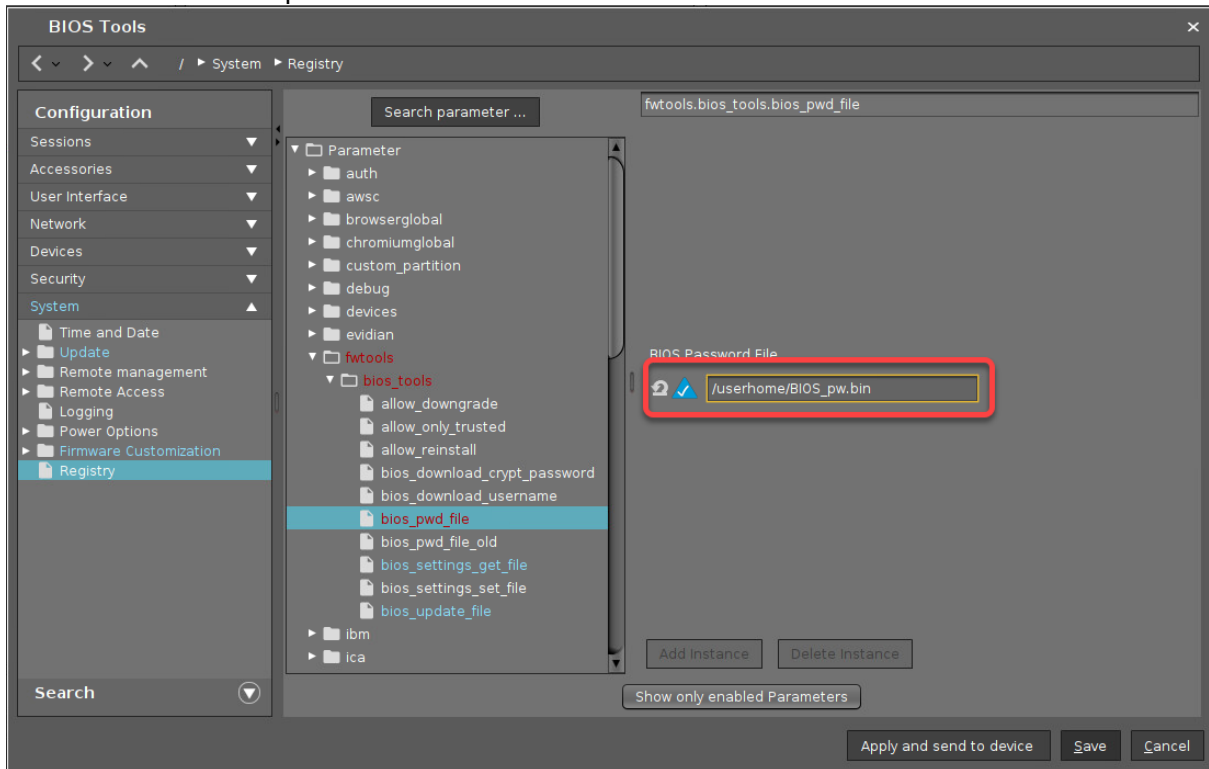 BIOS Tools
/ System Registry
Configuration
Sessions
Accessories
User Interface
Network
Devices
Security
System
Time and Date
Update
Remote management
Remote Access
Logging
Power Options
Firmware Customization
Registry
Search
Search parameter ...
Parameter
auth
awsc
browserglobal
chromiumglobal
custom_partition
debug
devices
evidian
fwtools
bios_tools
allow_downgrade
allow_only_trusted
allow_reinstall
bios_download_crypt_password
bios_download_username
bios_pwd_file
bios_pwd_file_old
bios_settings_get_file
bios_settings_set_file
bios_update_file
ibm
ica
fwtools.bios_tools.bios_pwd_file
BIOS Password File
/userhome/BIOS_pw.bin
Add Instance Delete Instance
Show only enabled Parameters
Apply and send to device Save Cancel